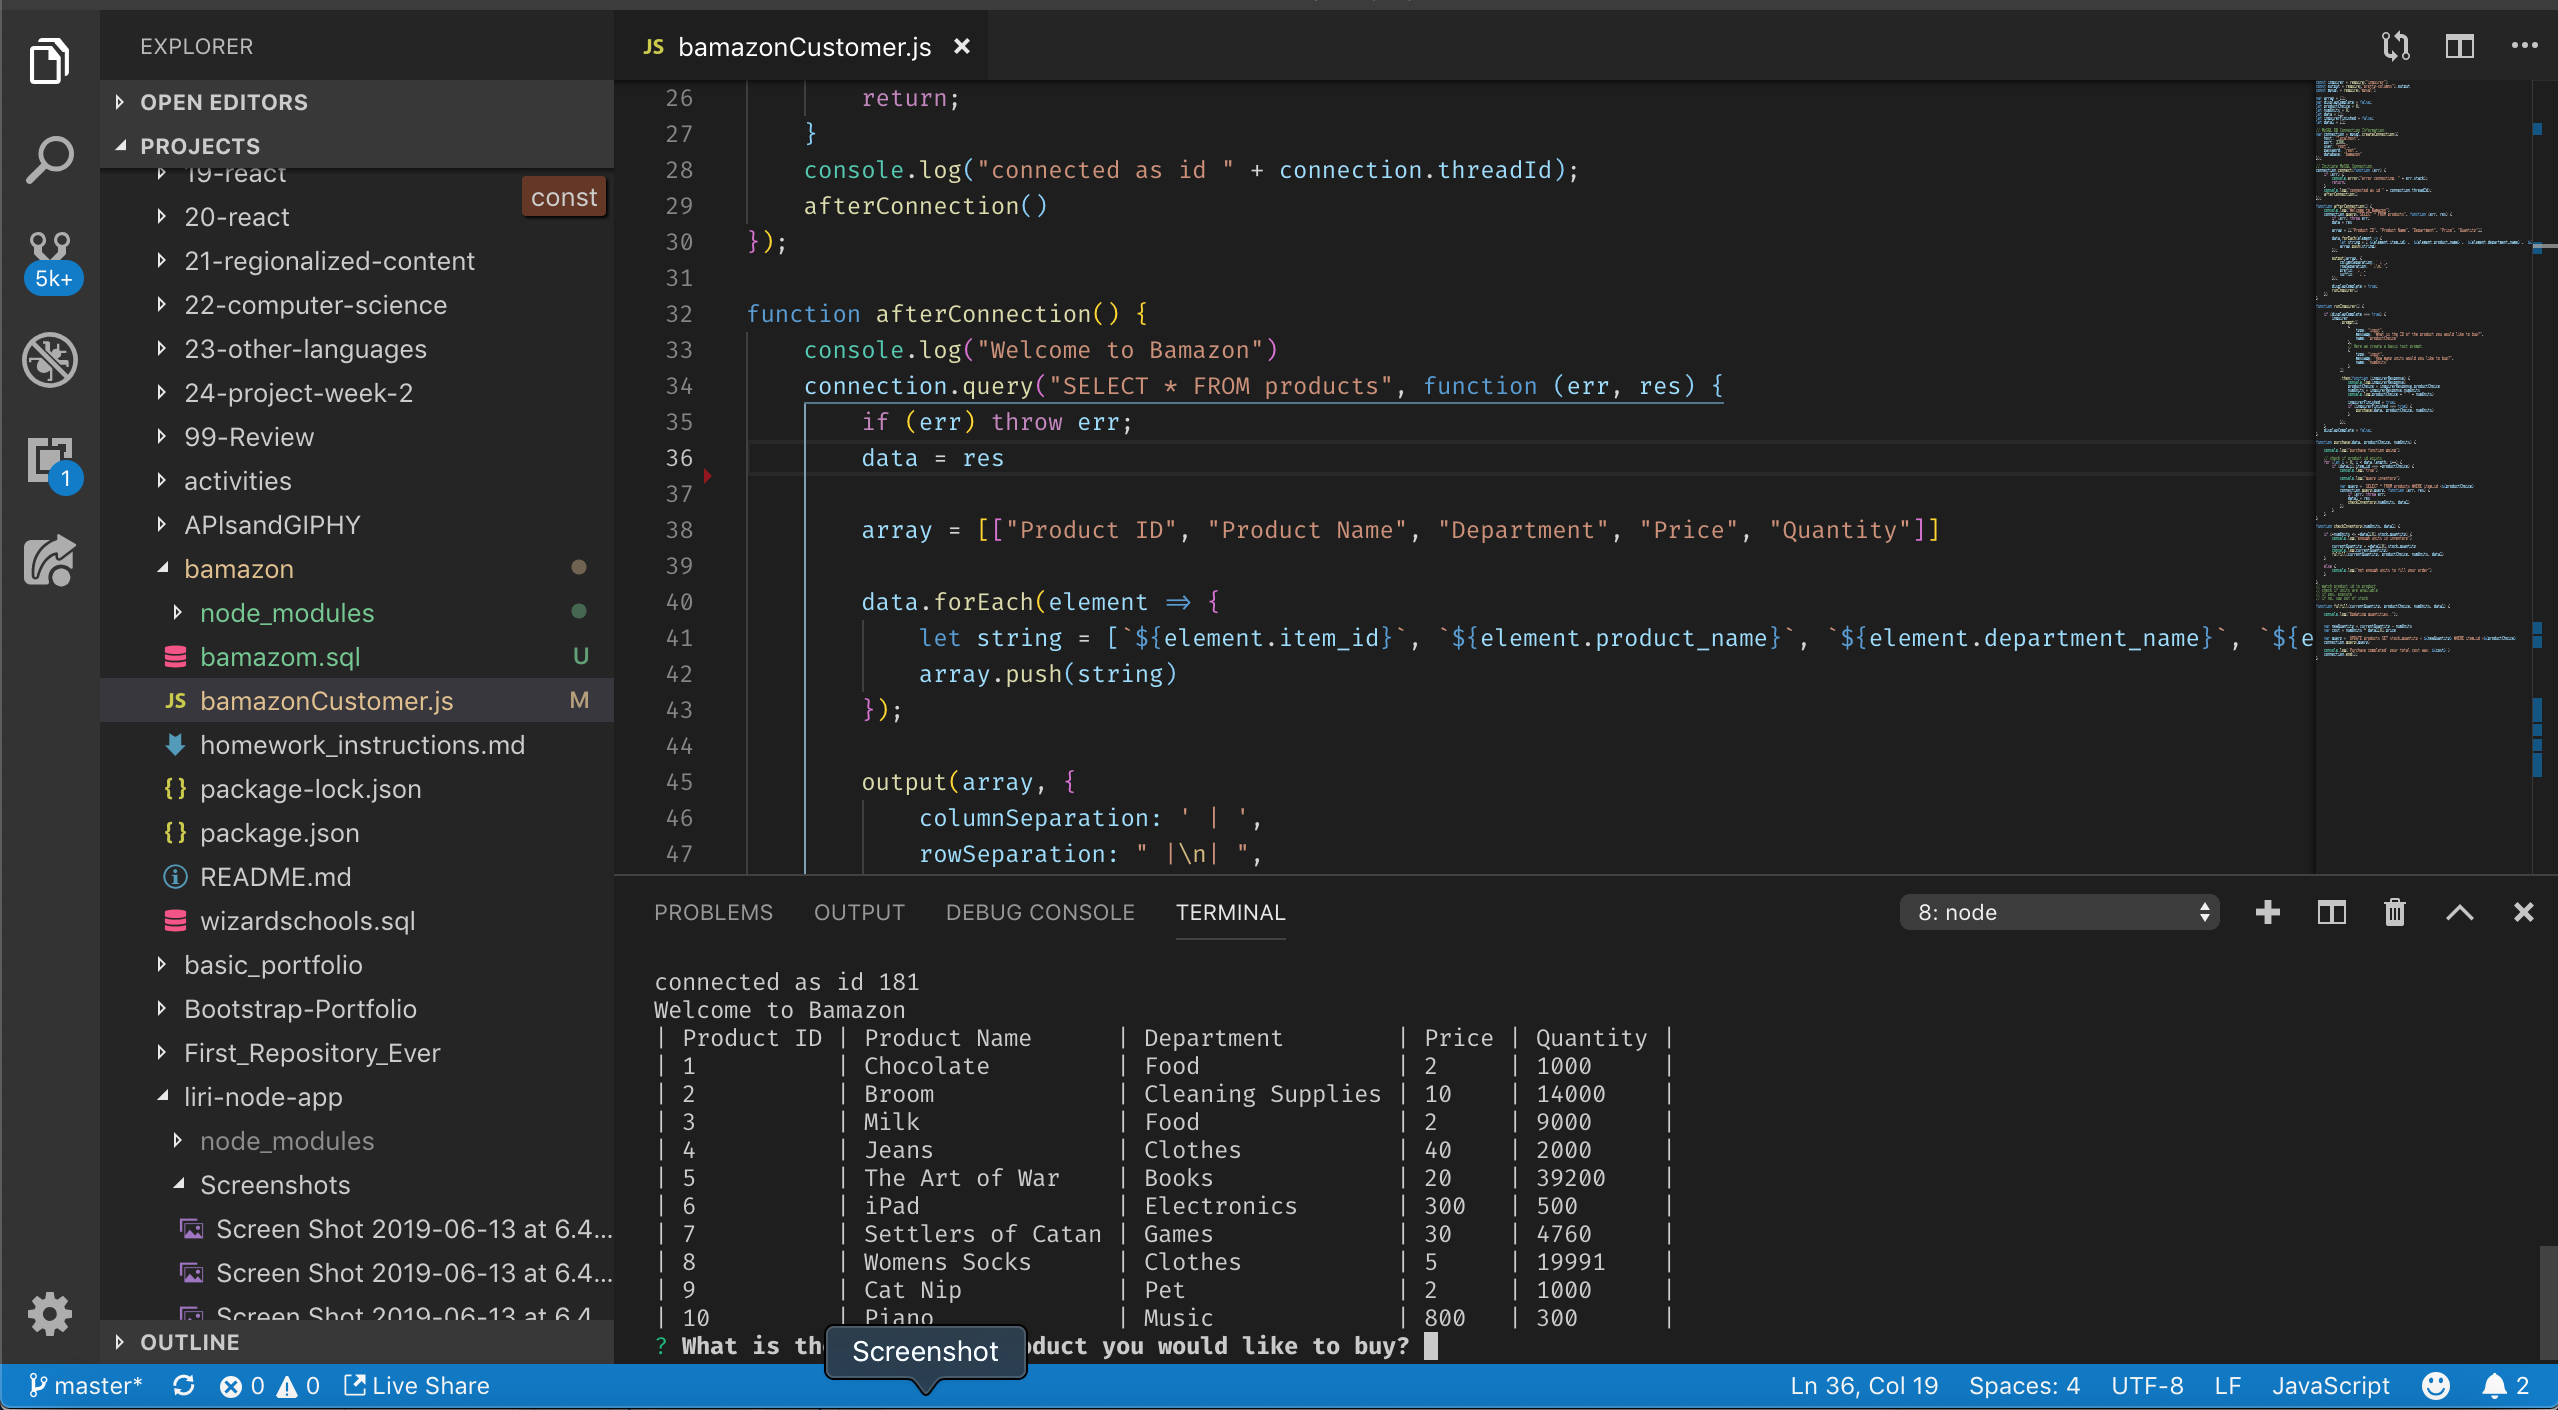 EXPLORER
OPEN EDITORS
PROJECTS
19-react
const
20-react
21-regionalized-content
22-computer-science
23-other-languages
24-project-week-2
99-Review
activities
APIsandGIPHY
bamazon
node_modules
bamazom.sql U
JS bamazonCustomer.js M
homework_instructions.md
{} package-lock.json
{} package.json
README.md
wizardschools.sql
basic_portfolio
Bootstrap-Portfolio
First_Repository_Ever
liri-node-app
node_modules
Screenshots
Screen Shot 2019-06-13 at 6.4...
Screen Shot 2019-06-13 at 6.4...
Screen Shot 2019-06-13 at 6.4...
OUTLINE
5k+
1
JS bamazonCustomer.js
26 return;
27 }
28 console.log("connected as id " + connection.threadId);
29 afterConnection()
30 });
31
32 function afterConnection() {
33 console.log("Welcome to Bamazon")
34 connection.query("SELECT * FROM products", function (err, res) {
35 if (err) throw err;
36 data = res
37
38 array = [["Product ID", "Product Name", "Department", "Price", "Quantity"]]
39
40 data.forEach(element => {
41 let string = [`${element.item_id}`, `${element.product_name}`, `${element.department_name}`, `${e
42 array.push(string)
43 });
44
45 output(array, {
46 columnSeparation: ' | ',
47 rowSeparation: " |\n| ",
PROBLEMS OUTPUT DEBUG CONSOLE TERMINAL 8: node
connected as id 181
Welcome to Bamazon
| Product ID | Product Name | Department | Price | Quantity |
| 1 | Chocolate | Food | 2 | 1000 |
| 2 | Broom | Cleaning Supplies | 10 | 14000 |
| 3 | Milk | Food | 2 | 9000 |
| 4 | Jeans | Clothes | 40 | 2000 |
| 5 | The Art of War | Books | 20 | 39200 |
| 6 | iPad | Electronics | 300 | 500 |
| 7 | Settlers of Catan | Games | 30 | 4760 |
| 8 | Womens Socks | Clothes | 5 | 19991 |
| 9 | Cat Nip | Pet | 2 | 1000 |
| 10 | Piano | Music | 800 | 300 |
? What is th oduct you would like to buy?
Screenshot
master* 0 0 Live Share Ln 36, Col 19 Spaces: 4 UTF-8 LF JavaScript 2